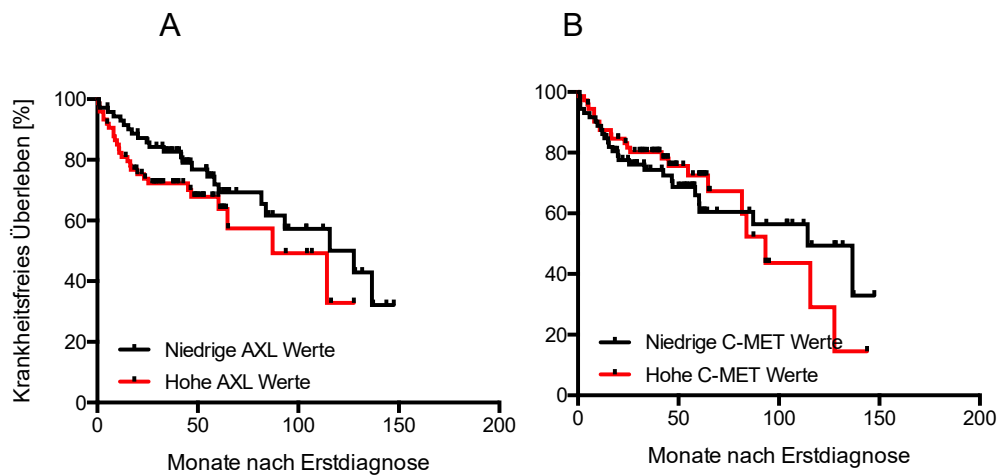 A
Krankheitsfreies Überleben [%]
100
80
60
40
20
0
0 50 100 150 200
Niedrige AXL Werte
Hohe AXL Werte
Monate nach Erstdiagnose
B
100
80
60
40
20
0
0 50 100 150 200
Niedrige C-MET Werte
Hohe C-MET Werte
Monate nach Erstdiagnose